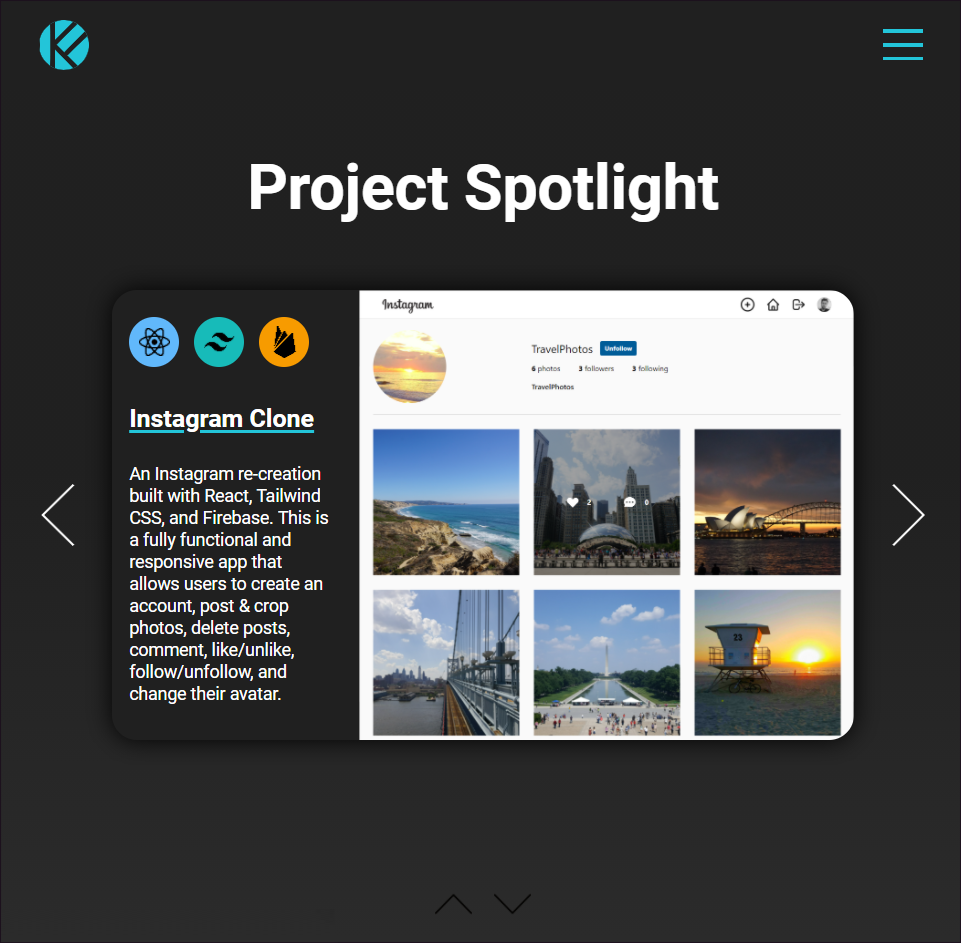 Project Spotlight
Instagram Clone
An Instagram re-creation
built with React, Tailwind
CSS, and Firebase. This is
a fully functional and
responsive app that
allows users to create an
account, post & crop
photos, delete posts,
comment, like/unlike,
follow/unfollow, and
change their avatar.
Instagram
TravelPhotos Unfollow
6 photos 3 followers 3 following
TravelPhotos
2 0
23